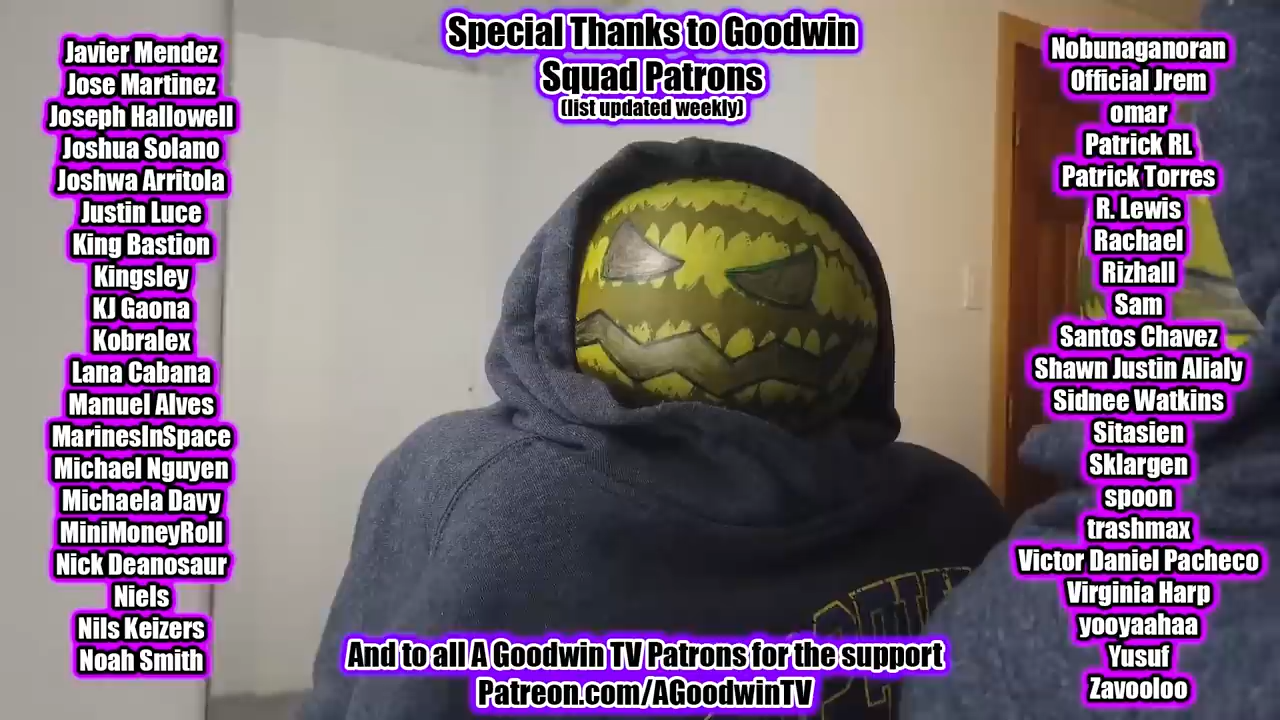 Special Thanks to Goodwin
Squad Patrons
(list updated weekly)
Javier Mendez
Jose Martinez
Joseph Hallowell
Joshua Solano
Joshwa Arritola
Justin Luce
King Bastion
Kingsley
KJ Gaona
Kobralex
Lana Cabana
Manuel Alves
MarinesInSpace
Michael Nguyen
Michaela Davy
MiniMoneyRoll
Nick Deanosaur
Niels
Nils Keizers
Noah Smith
Nobunaganoran
Official Jrem
omar
Patrick RL
Patrick Torres
R. Lewis
Rachael
Rizhall
Sam
Santos Chavez
Shawn Justin Alialy
Sidnee Watkins
Sitasien
Sklargen
spoon
trashmax
Victor Daniel Pacheco
Virginia Harp
yooyaahaa
Yusuf
Zavooloo
And to all A Goodwin TV Patrons for the support
Patreon.com/AGoodwinTV